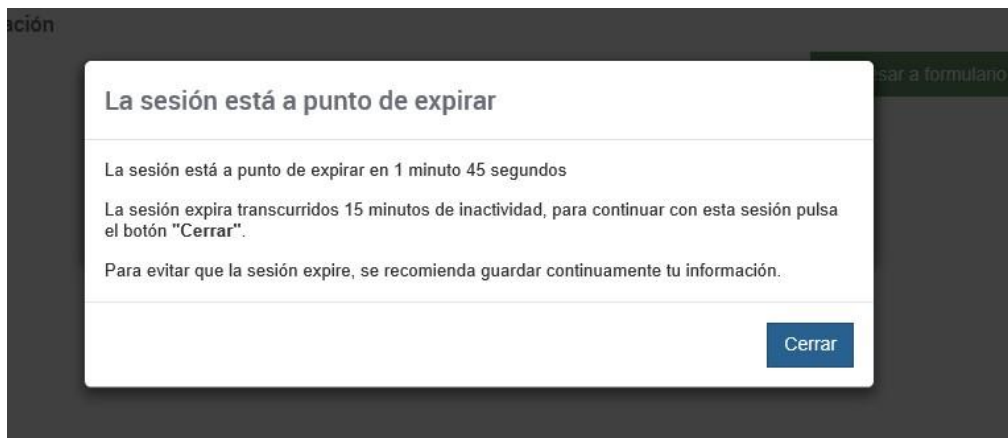 La sesión está a punto de expirar
La sesión está a punto de expirar en 1 minuto 45 segundos
La sesión expira transcurridos 15 minutos de inactividad, para continuar con esta sesión pulsa
el botón "Cerrar".
Para evitar que la sesión expire, se recomienda guardar continuamente tu información.
Cerrar
a formulario